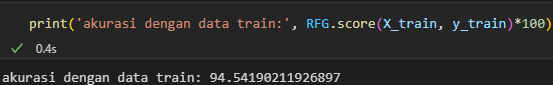 print('akurasi dengan data train:', RFG.score(X_train, y_train)*100)
0.4s
akurasi dengan data train: 94.54190211926897